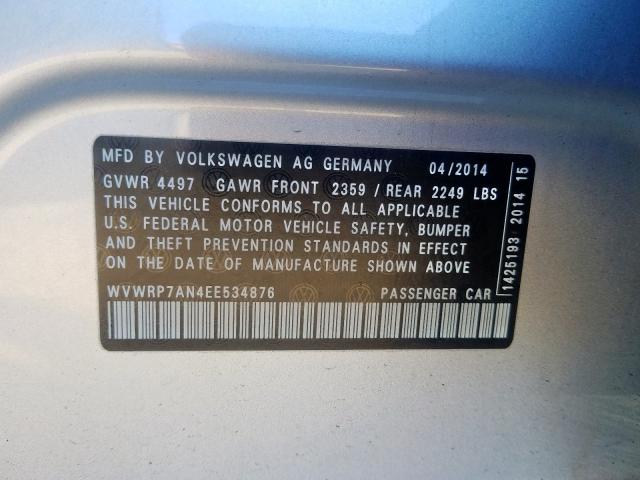 MFD BY VOLKSWAGEN AG GERMANY 04/2014
GVWR 4497 GAWR FRONT 2359 / REAR 2249 LBS
THIS VEHICLE CONFORMS TO ALL APPLICABLE
U.S. FEDERAL MOTOR VEHICLE SAFETY, BUMPER
AND THEFT PREVENTION STANDARDS IN EFFECT
ON THE DATE OF MANUFACTURE SHOWN ABOVE
WVWRP7AN4EE534876 PASSENGER CAR
1425193 2014 15